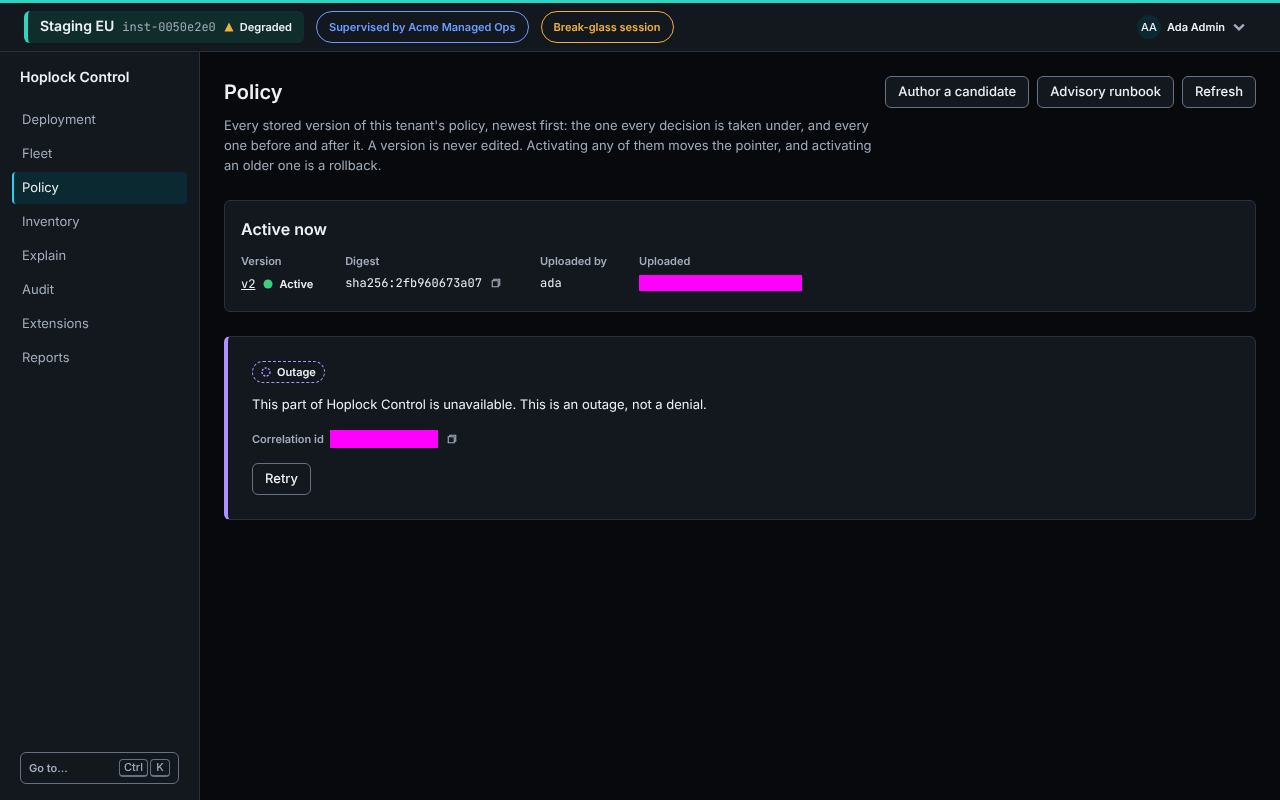 Staging EU inst-0050e2e0 Degraded
Supervised by Acme Managed Ops
Break-glass session
AA Ada Admin
Hoplock Control
Deployment
Fleet
Policy
Inventory
Explain
Audit
Extensions
Reports
Go to...
Ctrl K
Policy
Author a candidate
Advisory runbook
Refresh
Every stored version of this tenant's policy, newest first: the one every decision is taken under, and every
one before and after it. A version is never edited. Activating any of them moves the pointer, and activating
an older one is a rollback.
Active now
Version Digest Uploaded by Uploaded
v2 Active sha256:2fb960673a07 ada
Outage
This part of Hoplock Control is unavailable. This is an outage, not a denial.
Correlation id
Retry